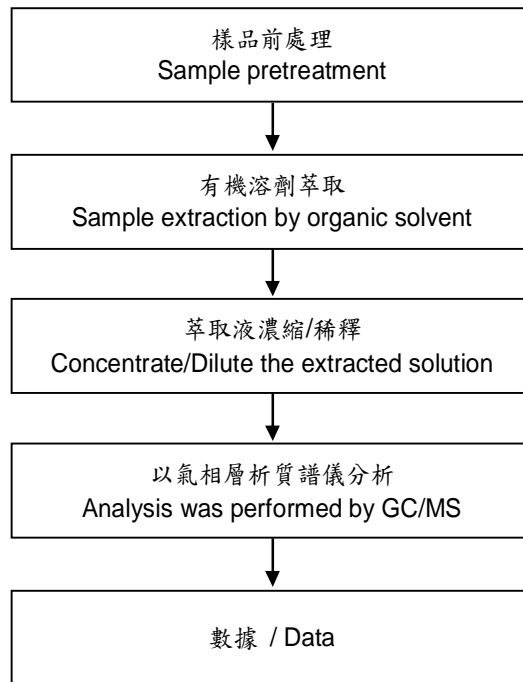 樣品前處理
Sample pretreatment
有機溶劑萃取
Sample extraction by organic solvent
萃取液濃縮/稀釋
Concentrate/Dilute the extracted solution
以氣相層析質譜儀分析
Analysis was performed by GC/MS
數據 / Data